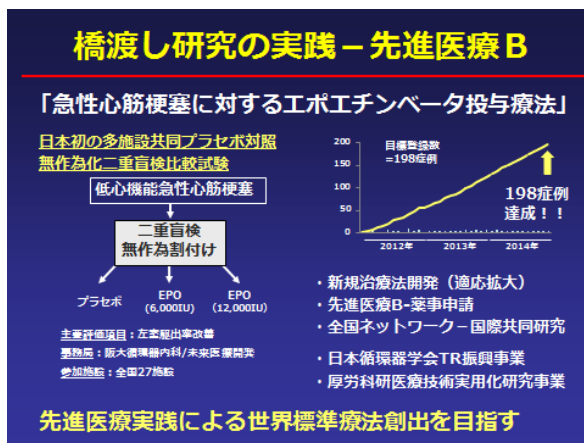 橋渡し研究の実践－先進医療Ｂ
「急性心筋梗塞に対するエポエチンベータ投与療法」
日本初の多施設共同プラセボ対照
無作為化二重盲検比較試験
低心機能急性心筋梗塞
二重盲検
無作為割付け
プラセボ
EPO
(6,000IU)
EPO
(12,000IU)
主要評価項目：左室駆出率改善
事務局：阪大循環器内科/未来医療開発
参加施設：全国27施設
200
150
100
50
0
目標登録数
=198症例
198症例
達成！！
2012年
2013年
2014年
・新規治療法開発（適応拡大）
・先進医療B-薬事申請
・全国ネットワーク－国際共同研究
・日本循環器学会TR振興事業
・厚労科研医療技術実用化研究事業
先進医療実践による世界標準療法創出を目指す